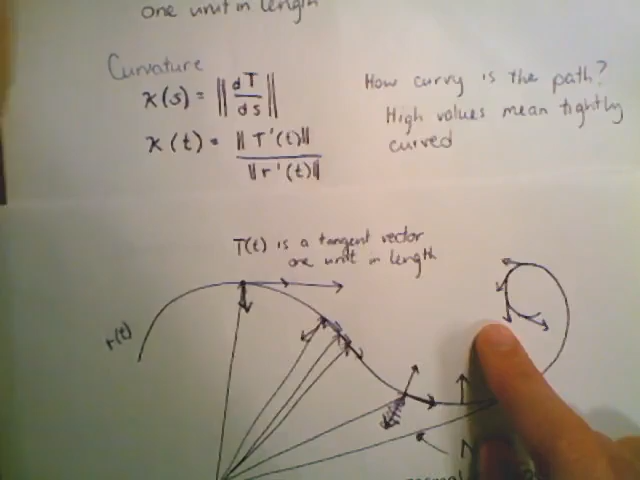 one unit in length
Curvature
κ(s) = || dT/ds ||
κ(t) = || T'(t) || / || r'(t) ||
How curvy is the path?
High values mean tightly
curved
T(t) is a tangent vector
one unit in length
r(t)
N